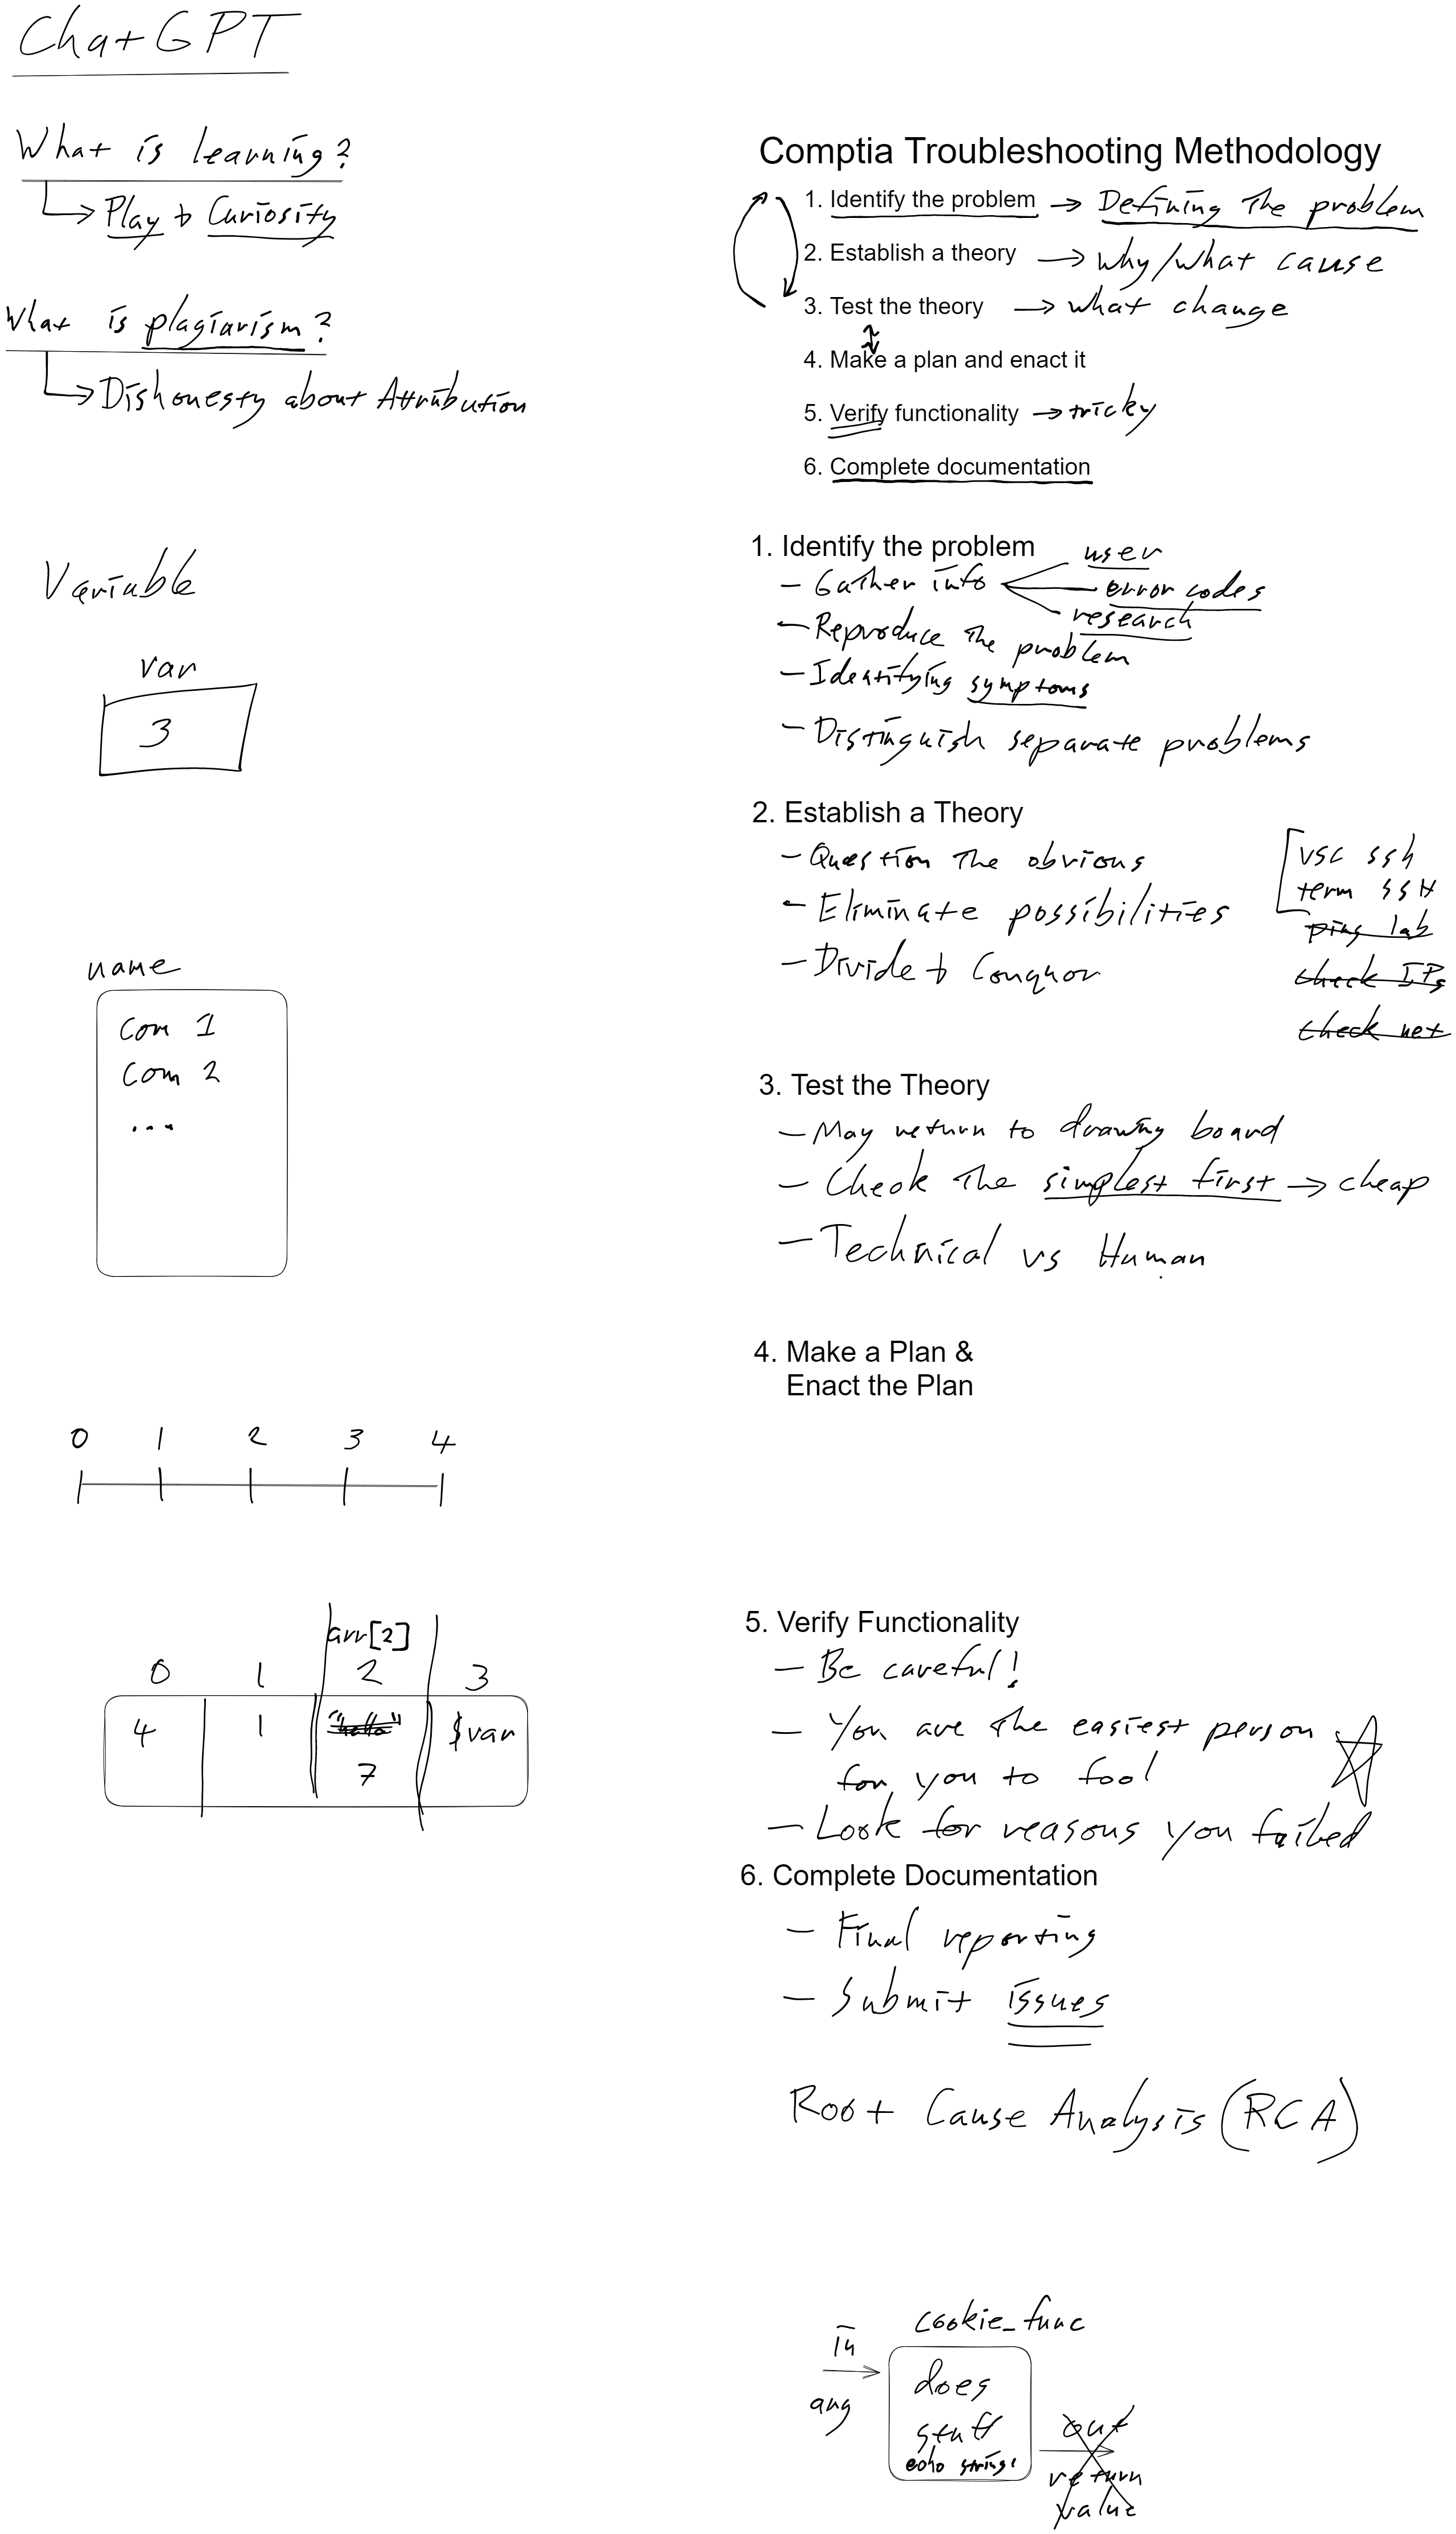 ChatGPT
What is learning?
Play & Curiosity
What is plagiarism?
Dishonesty about Attribution
Variable
var
3
name
Com 1
Com 2
...
0 1 2 3 4
arr[2]
0 1 2 3
4 1 "hello" $var
7
Comptia Troubleshooting Methodology
1. Identify the problem → Defining the problem
2. Establish a theory → why/what cause
3. Test the theory → what change
4. Make a plan and enact it
5. Verify functionality → tricky
6. Complete documentation
1. Identify the problem
- Gather info
user
error codes
research
- Reproduce the problem
- Identifying symptoms
- Distinguish separate problems
2. Establish a Theory
- Question the obvious
- Eliminate possibilities
- Divide & Conquor
vsc ssh
term SSH
ping lab
check IPs
check net
3. Test the Theory
- May return to drawing board
- Check the simplest first → cheap
- Technical vs Human
4. Make a Plan &
Enact the Plan
5. Verify Functionality
- Be careful!
- You are the easiest person
for you to fool
- Look for reasons you failed
6. Complete Documentation
- Final reporting
- Submit issues
Root Cause Analysis (RCA)
cookie_func
in
arg
does
stuff
echo string
out
return
value